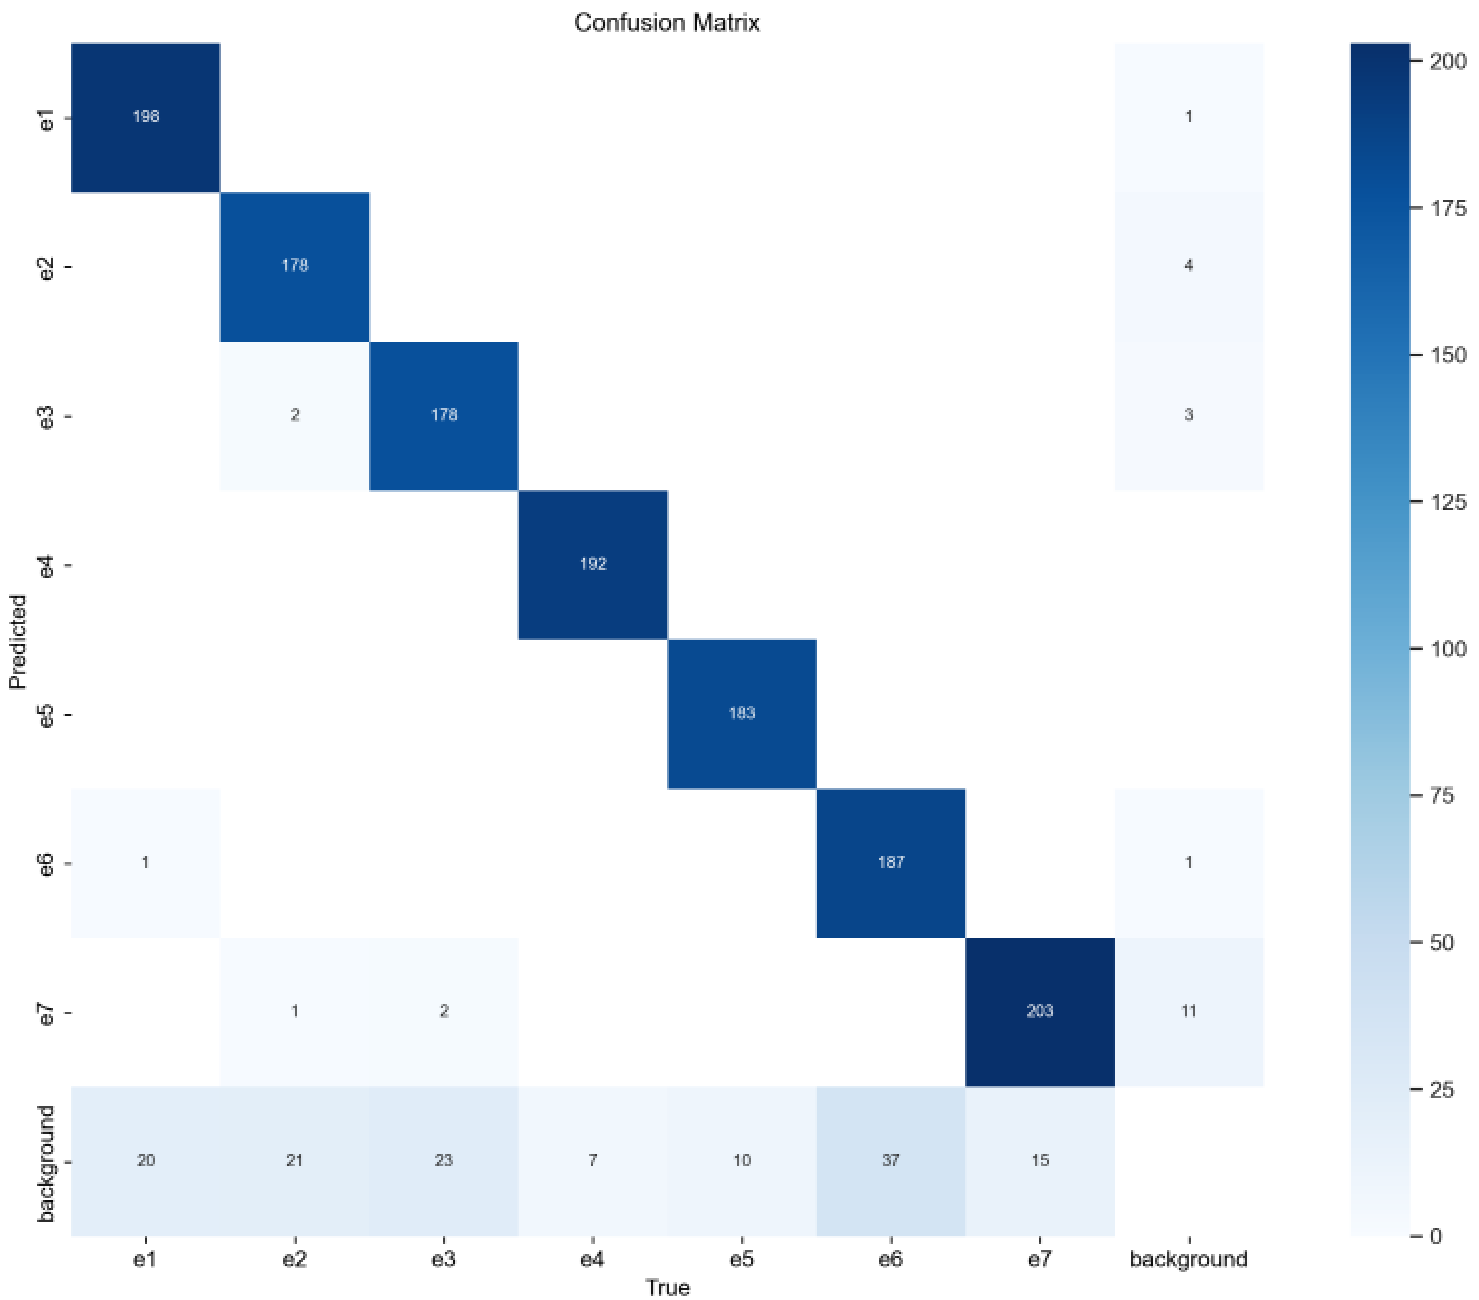 Confusion Matrix
e1 198 1
e2 178 4
e3 2 178 3
e4 192
e5 183
e6 1 187 1
e7 1 2 203 11
background 20 21 23 7 10 37 15
e1 e2 e3 e4 e5 e6 e7 background
True
Predicted
200
175
150
125
100
75
50
25
0